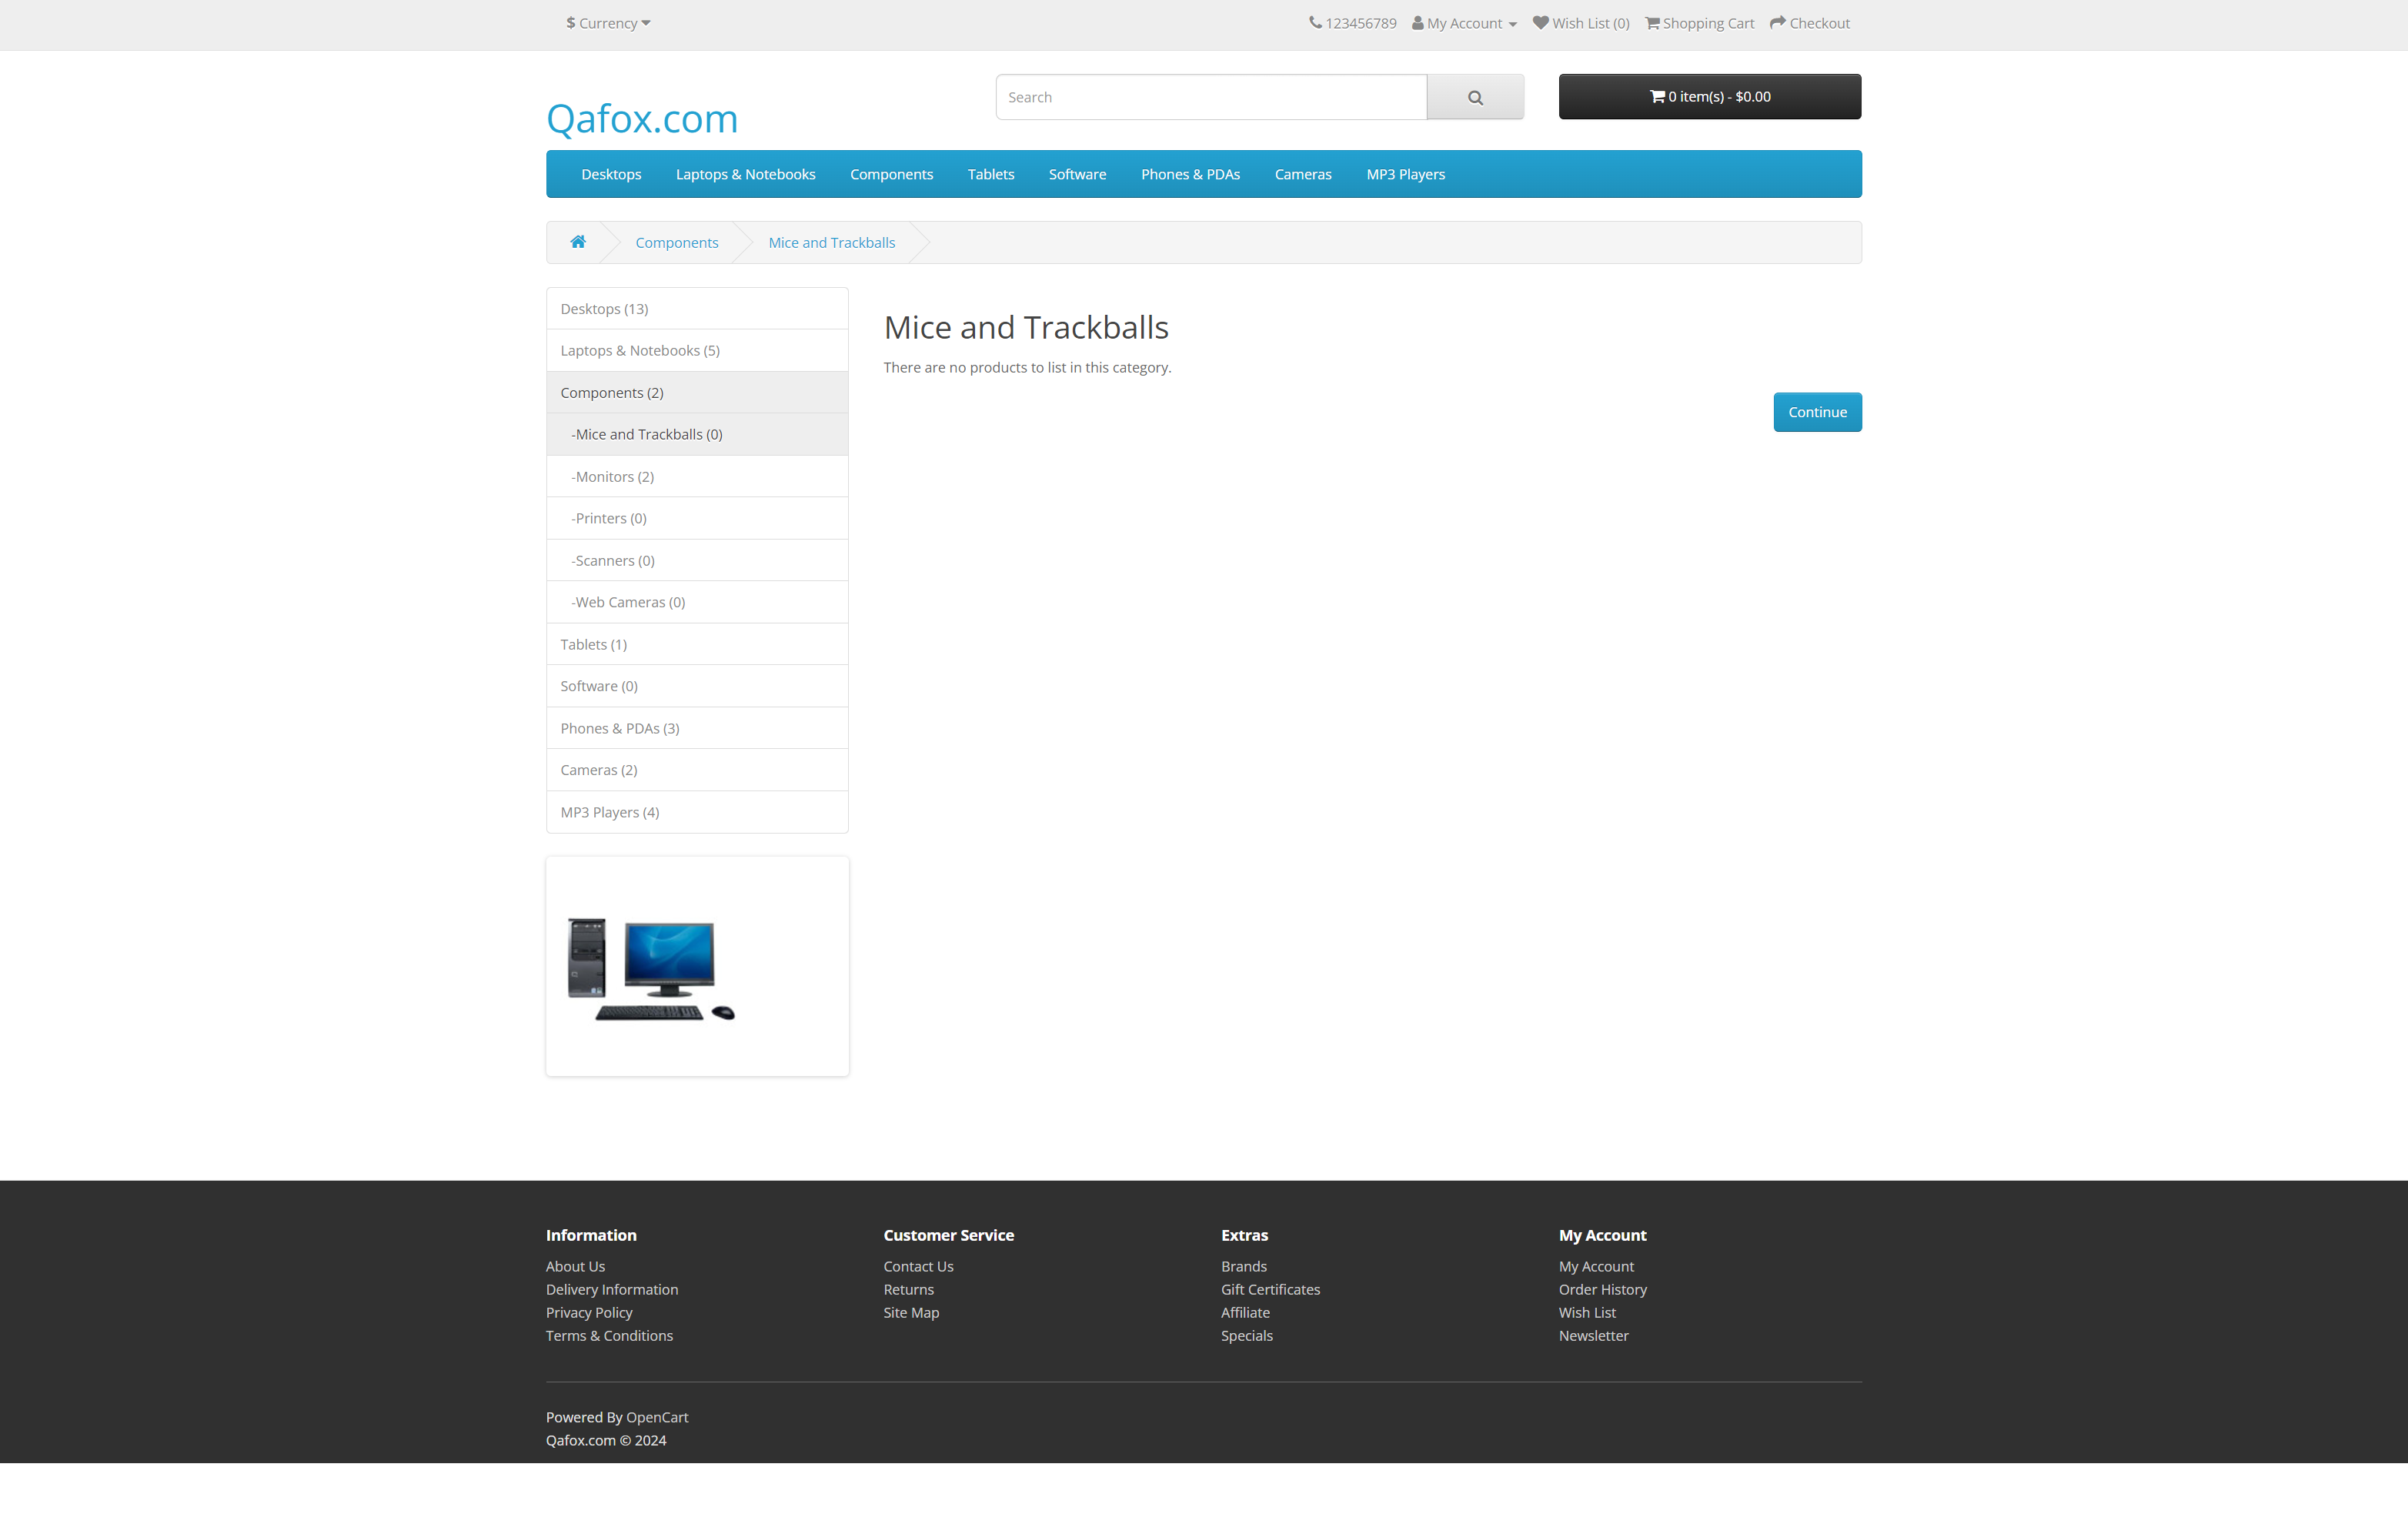 $ Currency
123456789 My Account Wish List (0) Shopping Cart Checkout
Qafox.com
Search
0 item(s) - $0.00
Desktops Laptops & Notebooks Components Tablets Software Phones & PDAs Cameras MP3 Players
Components Mice and Trackballs
Desktops (13)
Laptops & Notebooks (5)
Components (2)
-Mice and Trackballs (0)
-Monitors (2)
-Printers (0)
-Scanners (0)
-Web Cameras (0)
Tablets (1)
Software (0)
Phones & PDAs (3)
Cameras (2)
MP3 Players (4)
Mice and Trackballs
There are no products to list in this category.
Continue
Information
About Us
Delivery Information
Privacy Policy
Terms & Conditions
Customer Service
Contact Us
Returns
Site Map
Extras
Brands
Gift Certificates
Affiliate
Specials
My Account
My Account
Order History
Wish List
Newsletter
Powered By OpenCart
Qafox.com © 2024